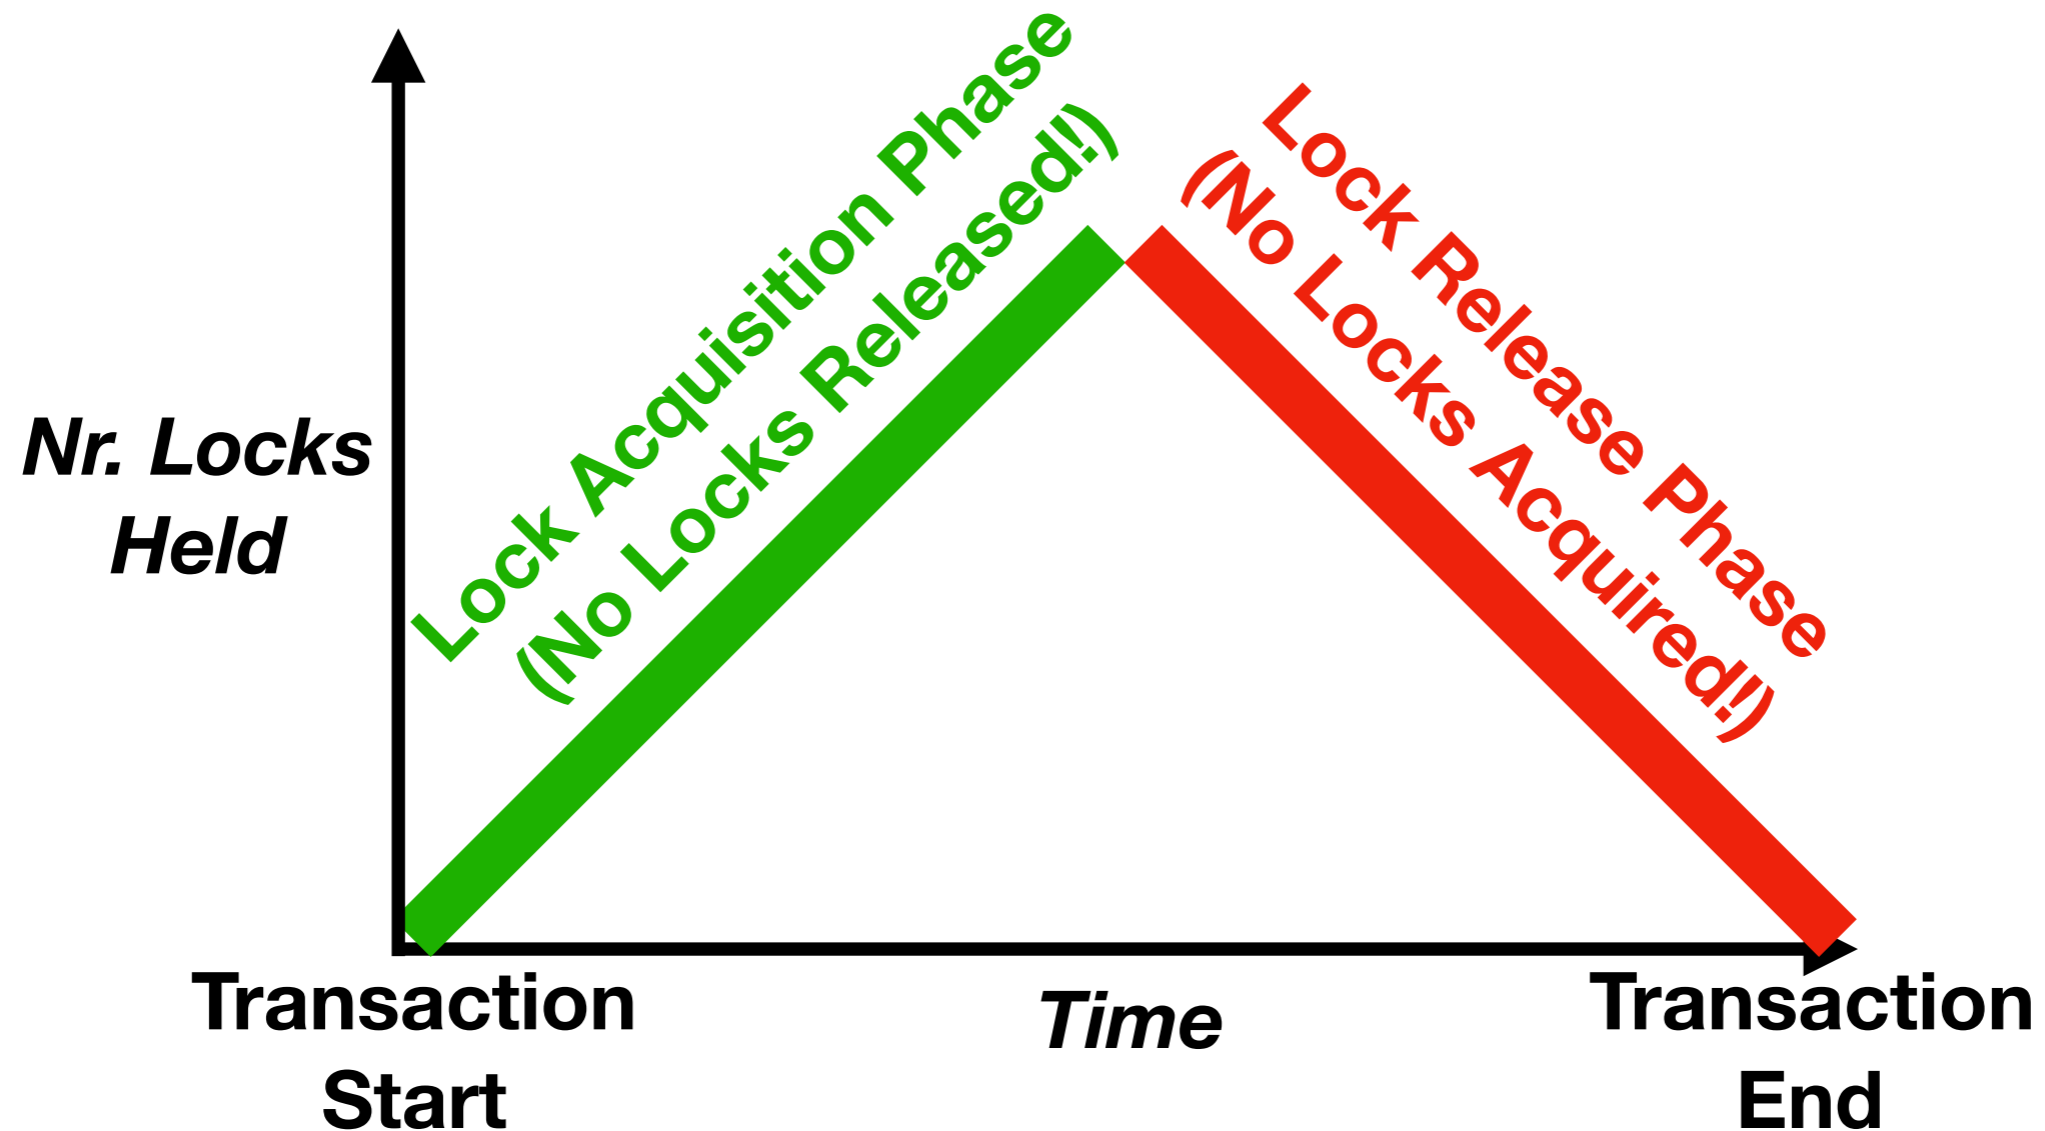 Lock Acquisition Phase
(No Locks Released!)
Lock Release Phase
(No Locks Acquired!)
Nr. Locks
Held
Transaction
Start
Time
Transaction
End